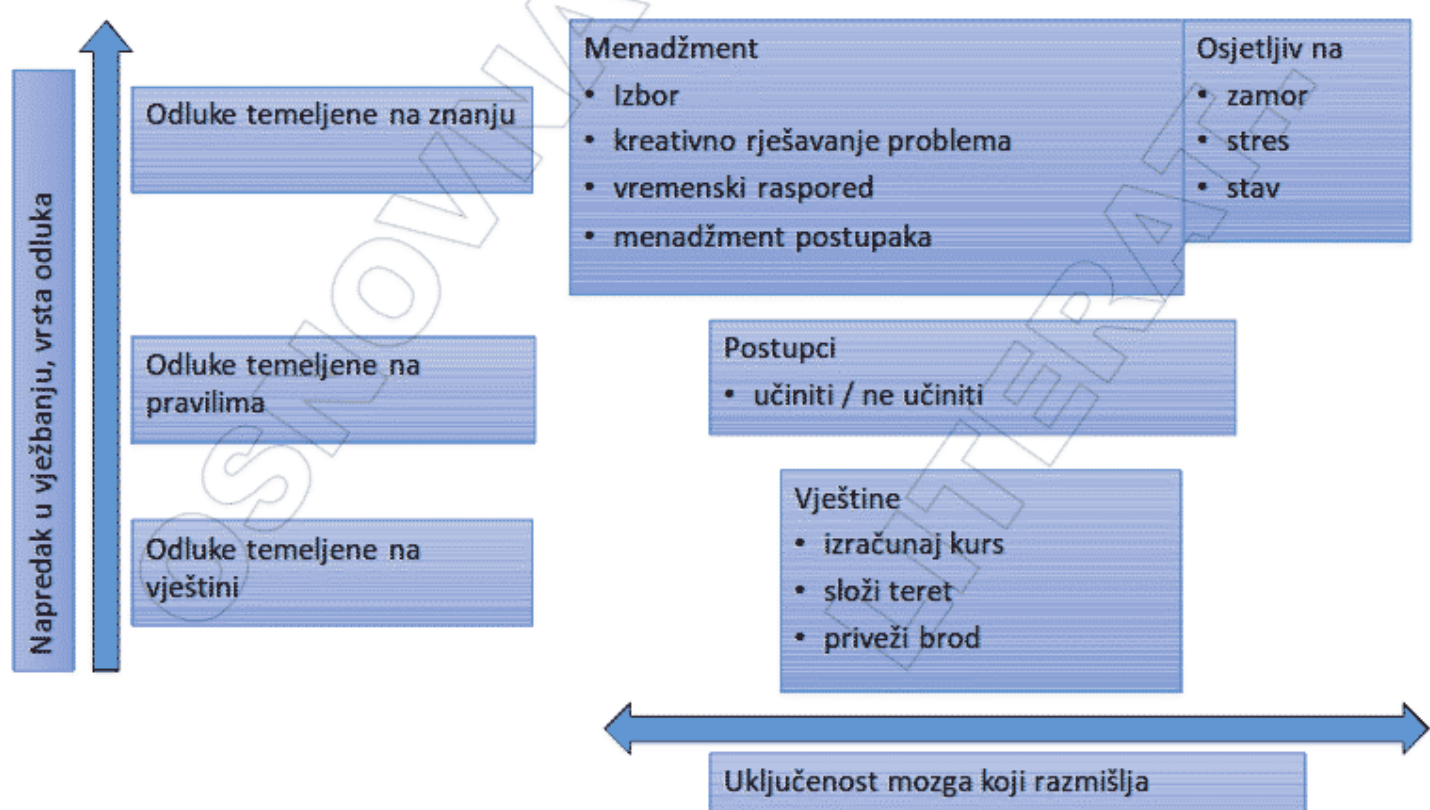 Napredak u vježbanju, vrsta odluka
Odluke temeljene na znanju
Odluke temeljene na
pravilima
Odluke temeljene na
vještini
Menadžment
• Izbor
• kreativno rješavanje problema
• vremenski raspored
• menadžment postupaka
Osjetljiv na
• zamor
• stres
• stav
Postupci
• učiniti / ne učiniti
Vještine
• izračunaj kurs
• složi teret
• priveži brod
Uključenost mozga koji razmišlja
LITERAT..